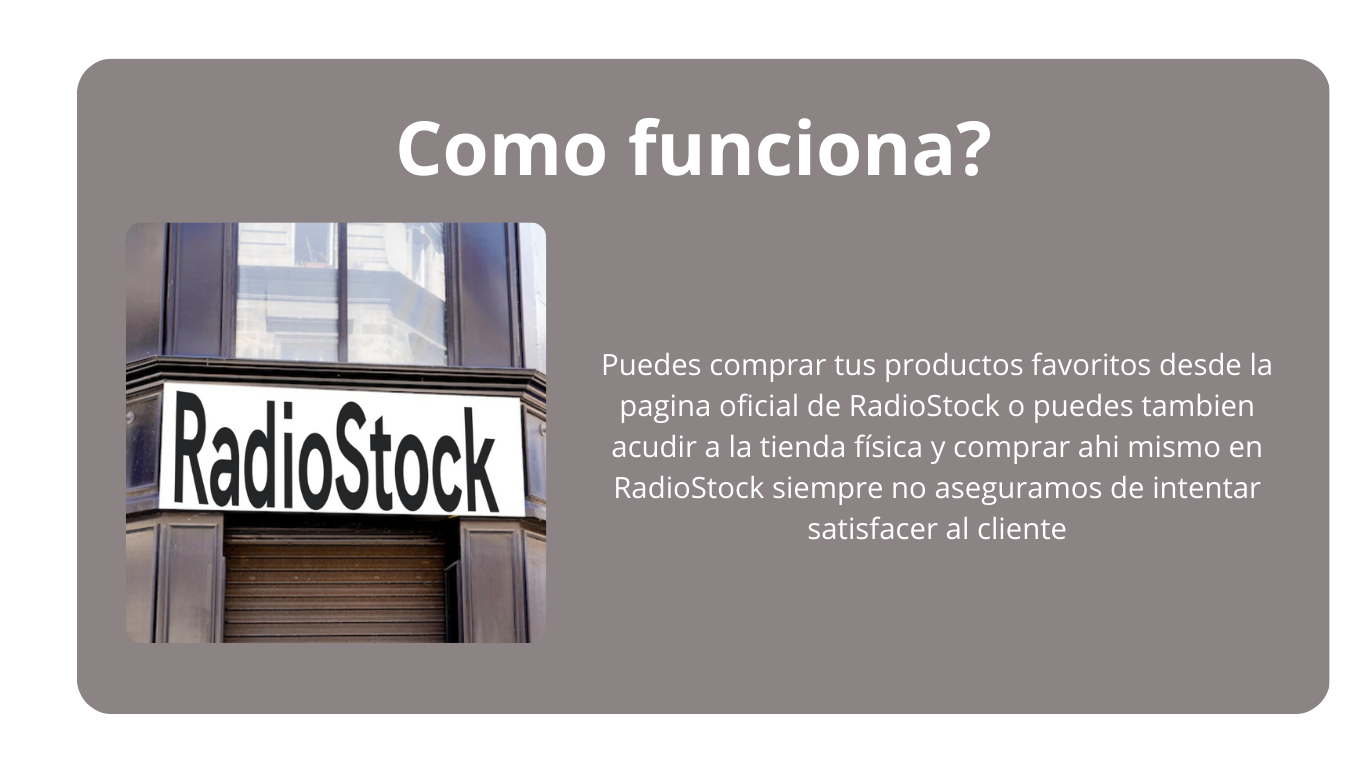 Como funciona?
RadioStock
Puedes comprar tus productos favoritos desde la
pagina oficial de RadioStock o puedes tambien
acudir a la tienda física y comprar ahi mismo en
RadioStock siempre no aseguramos de intentar
satisfacer al cliente